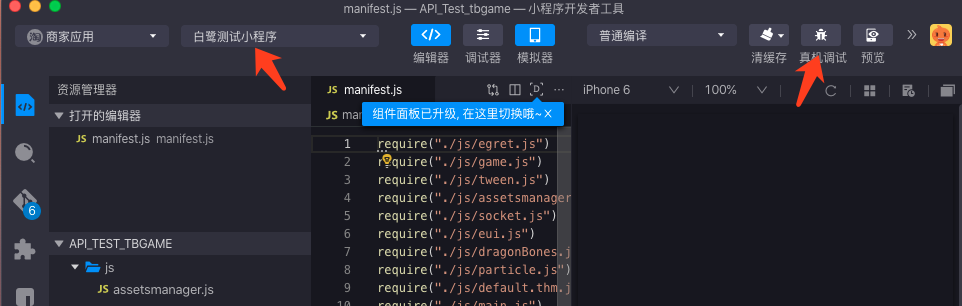 manifest.js — API_Test_tbgame — 小程序开发者工具
淘 商家应用
白鹭测试小程序
普通编译
编辑器 调试器 模拟器
清缓存 真机调试 预览
资源管理器
JS manifest.js
iPhone 6
100%
打开的编辑器
JS manifest.js manifest.js
组件面板已升级, 在这里切换哦~×
6
API_TEST_TBGAME
js
JS assetsmanager.js
1 require("./js/egret.js")
2 require("./js/game.js")
3 require("./js/tween.js")
4 require("./js/assetsmanager
5 require("./js/socket.js")
6 require("./js/eui.js")
7 require("./js/dragonBones.j
8 require("./js/particle.js")
9 require("./js/default.thm.j
10 require("./js/main.js")